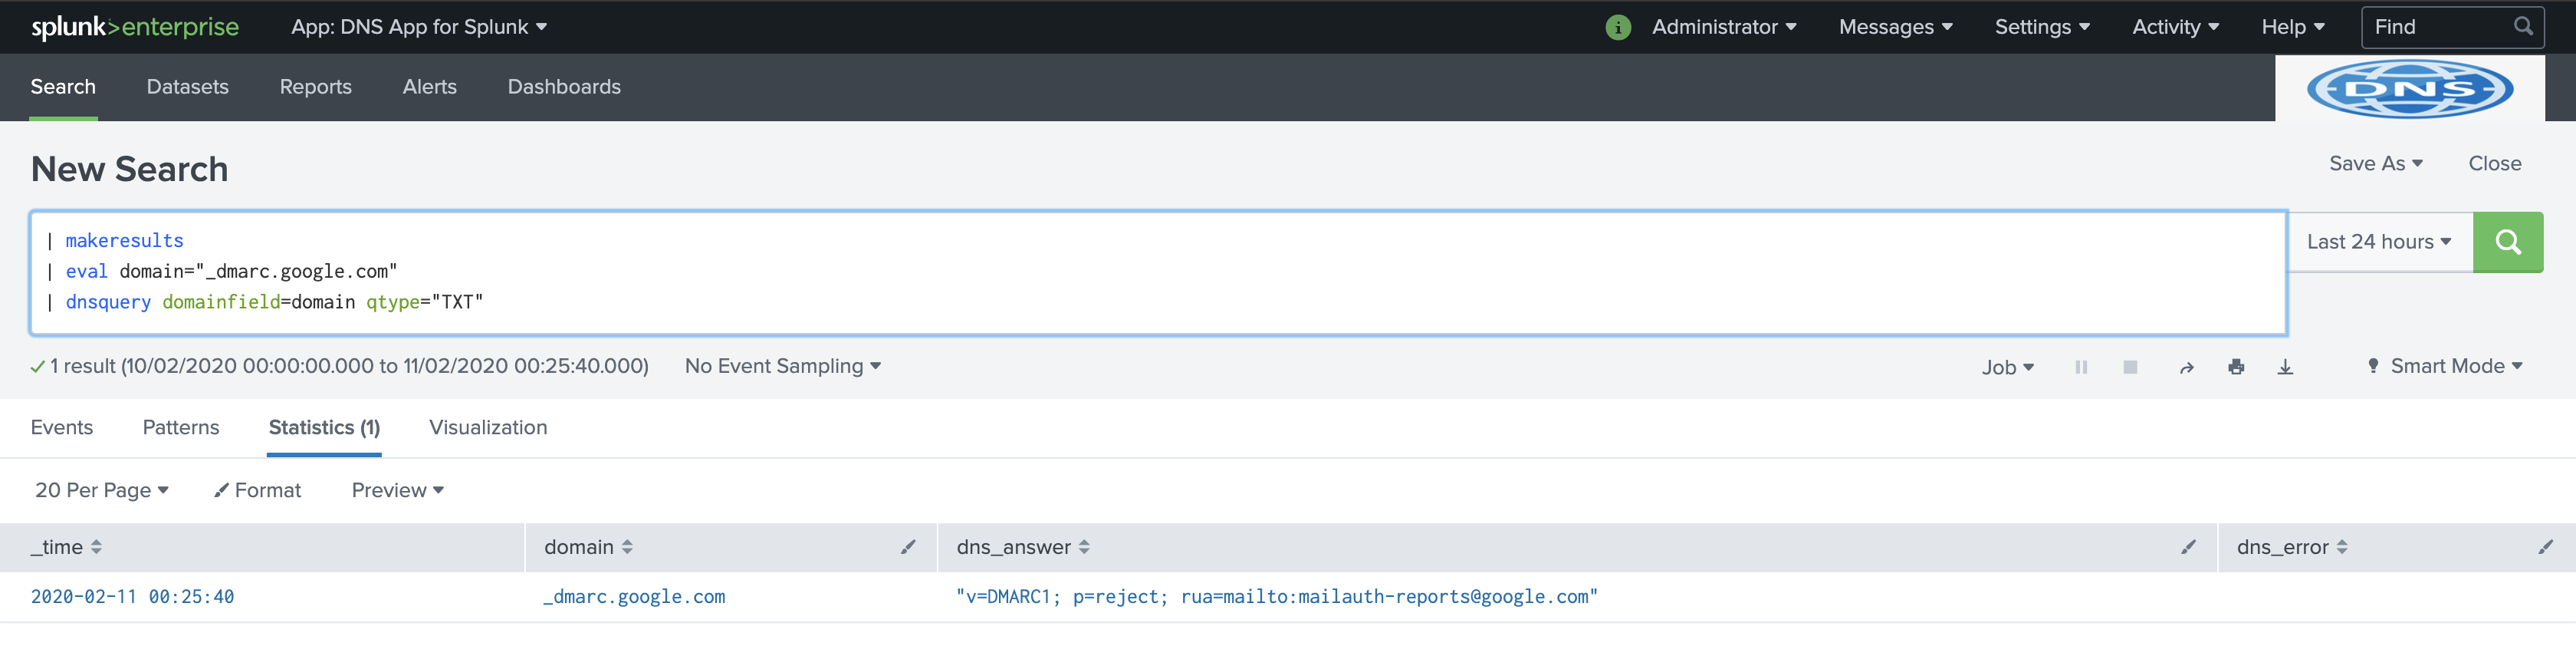 splunk>enterprise App: DNS App for Splunk i Administrator Messages Settings Activity Help Find
Search Datasets Reports Alerts Dashboards DNS
New Search Save As Close
| makeresults
| eval domain="_dmarc.google.com"
| dnsquery domainfield=domain qtype="TXT"
Last 24 hours
1 result (10/02/2020 00:00:00.000 to 11/02/2020 00:25:40.000) No Event Sampling Job Smart Mode
Events Patterns Statistics (1) Visualization
20 Per Page Format Preview
_time domain dns_answer dns_error
2020-02-11 00:25:40 _dmarc.google.com "v=DMARC1; p=reject; rua=mailto:mailauth-reports@google.com"